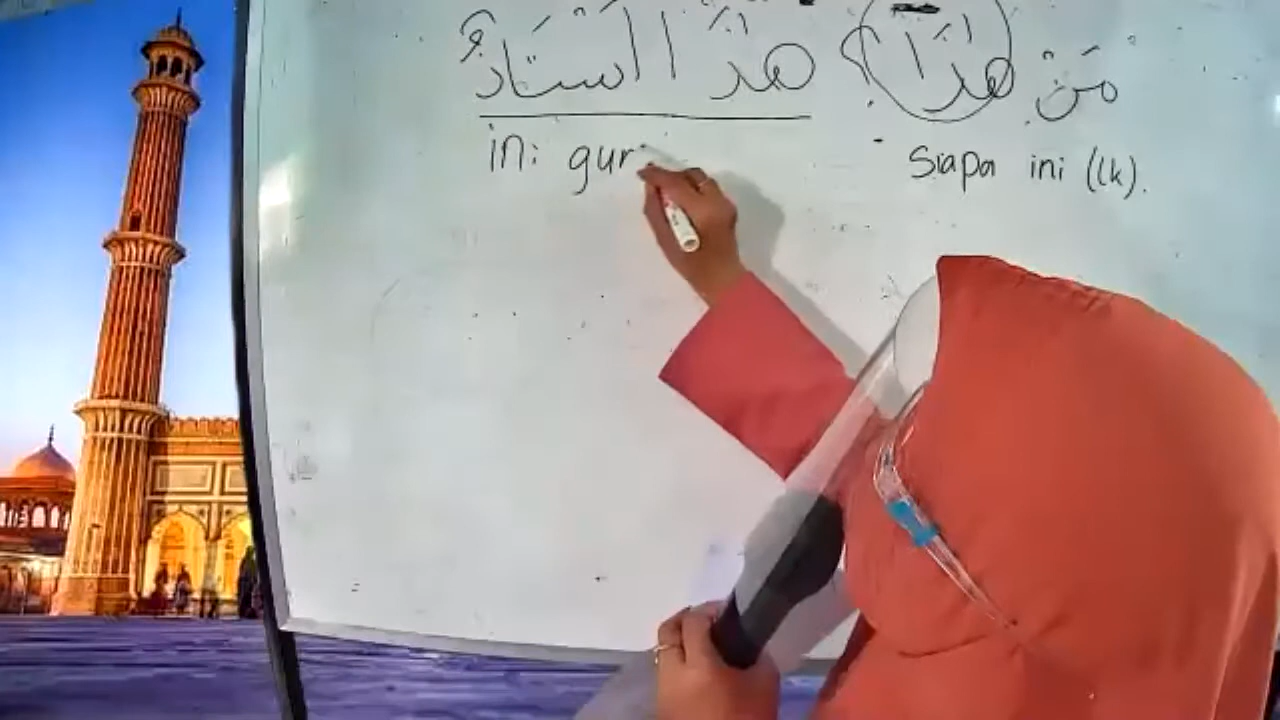 مَنْ هٰذَا؟ هٰذَا اُسْتَاذٌ
Siapa ini (lk).
ini gur